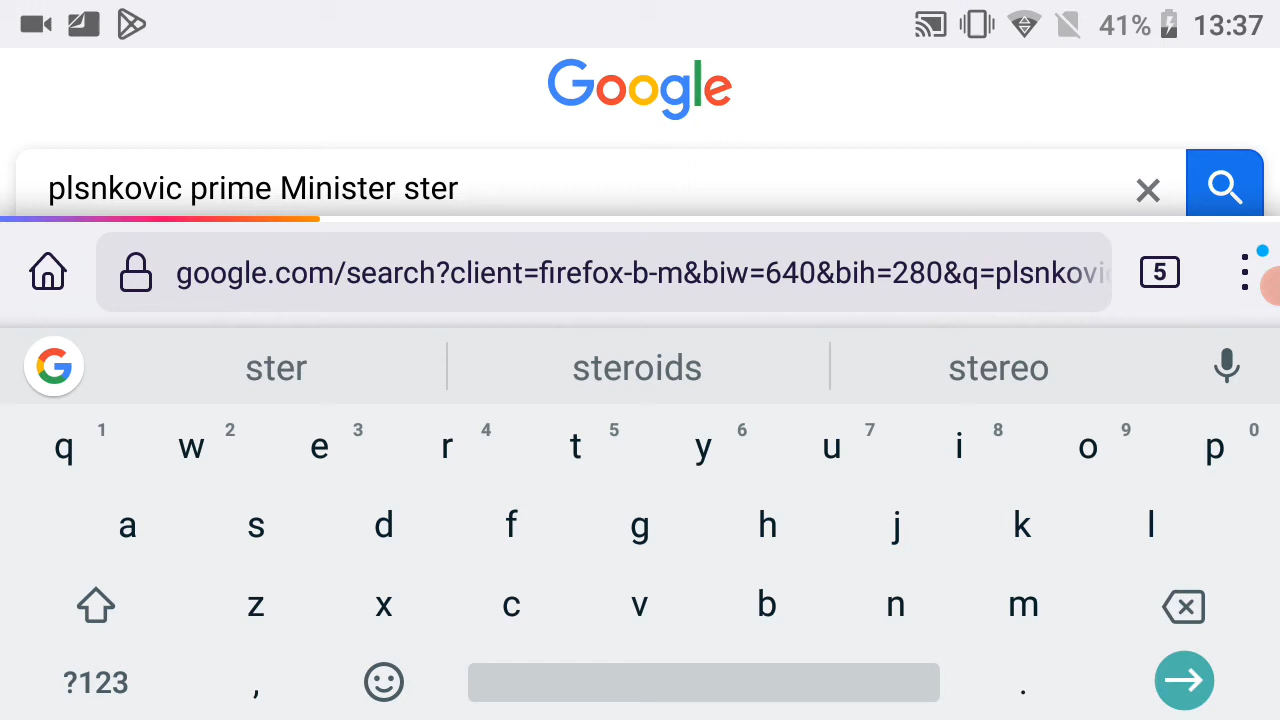 41% 13:37
Google
plsnkovic prime Minister ster
google.com/search?client=firefox-b-m&biw=640&bih=280&q=plsnkovi
5
ster steroids stereo
q 1 w 2 e 3 r 4 t 5 y 6 u 7 i 8 o 9 p 0
a s d f g h j k l
z x c v b n m
?123 , .